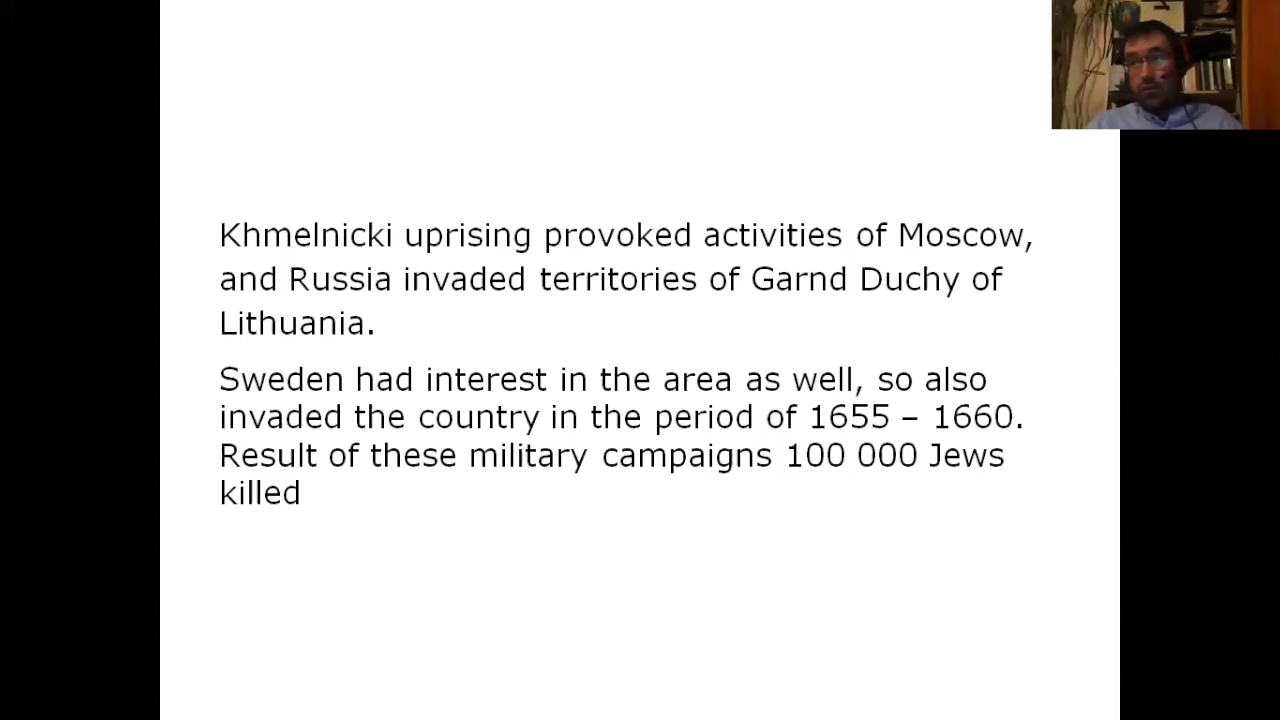 Khmelnicki uprising provoked activities of Moscow,
and Russia invaded territories of Garnd Duchy of
Lithuania.
Sweden had interest in the area as well, so also
invaded the country in the period of 1655 – 1660.
Result of these military campaigns 100 000 Jews
killed